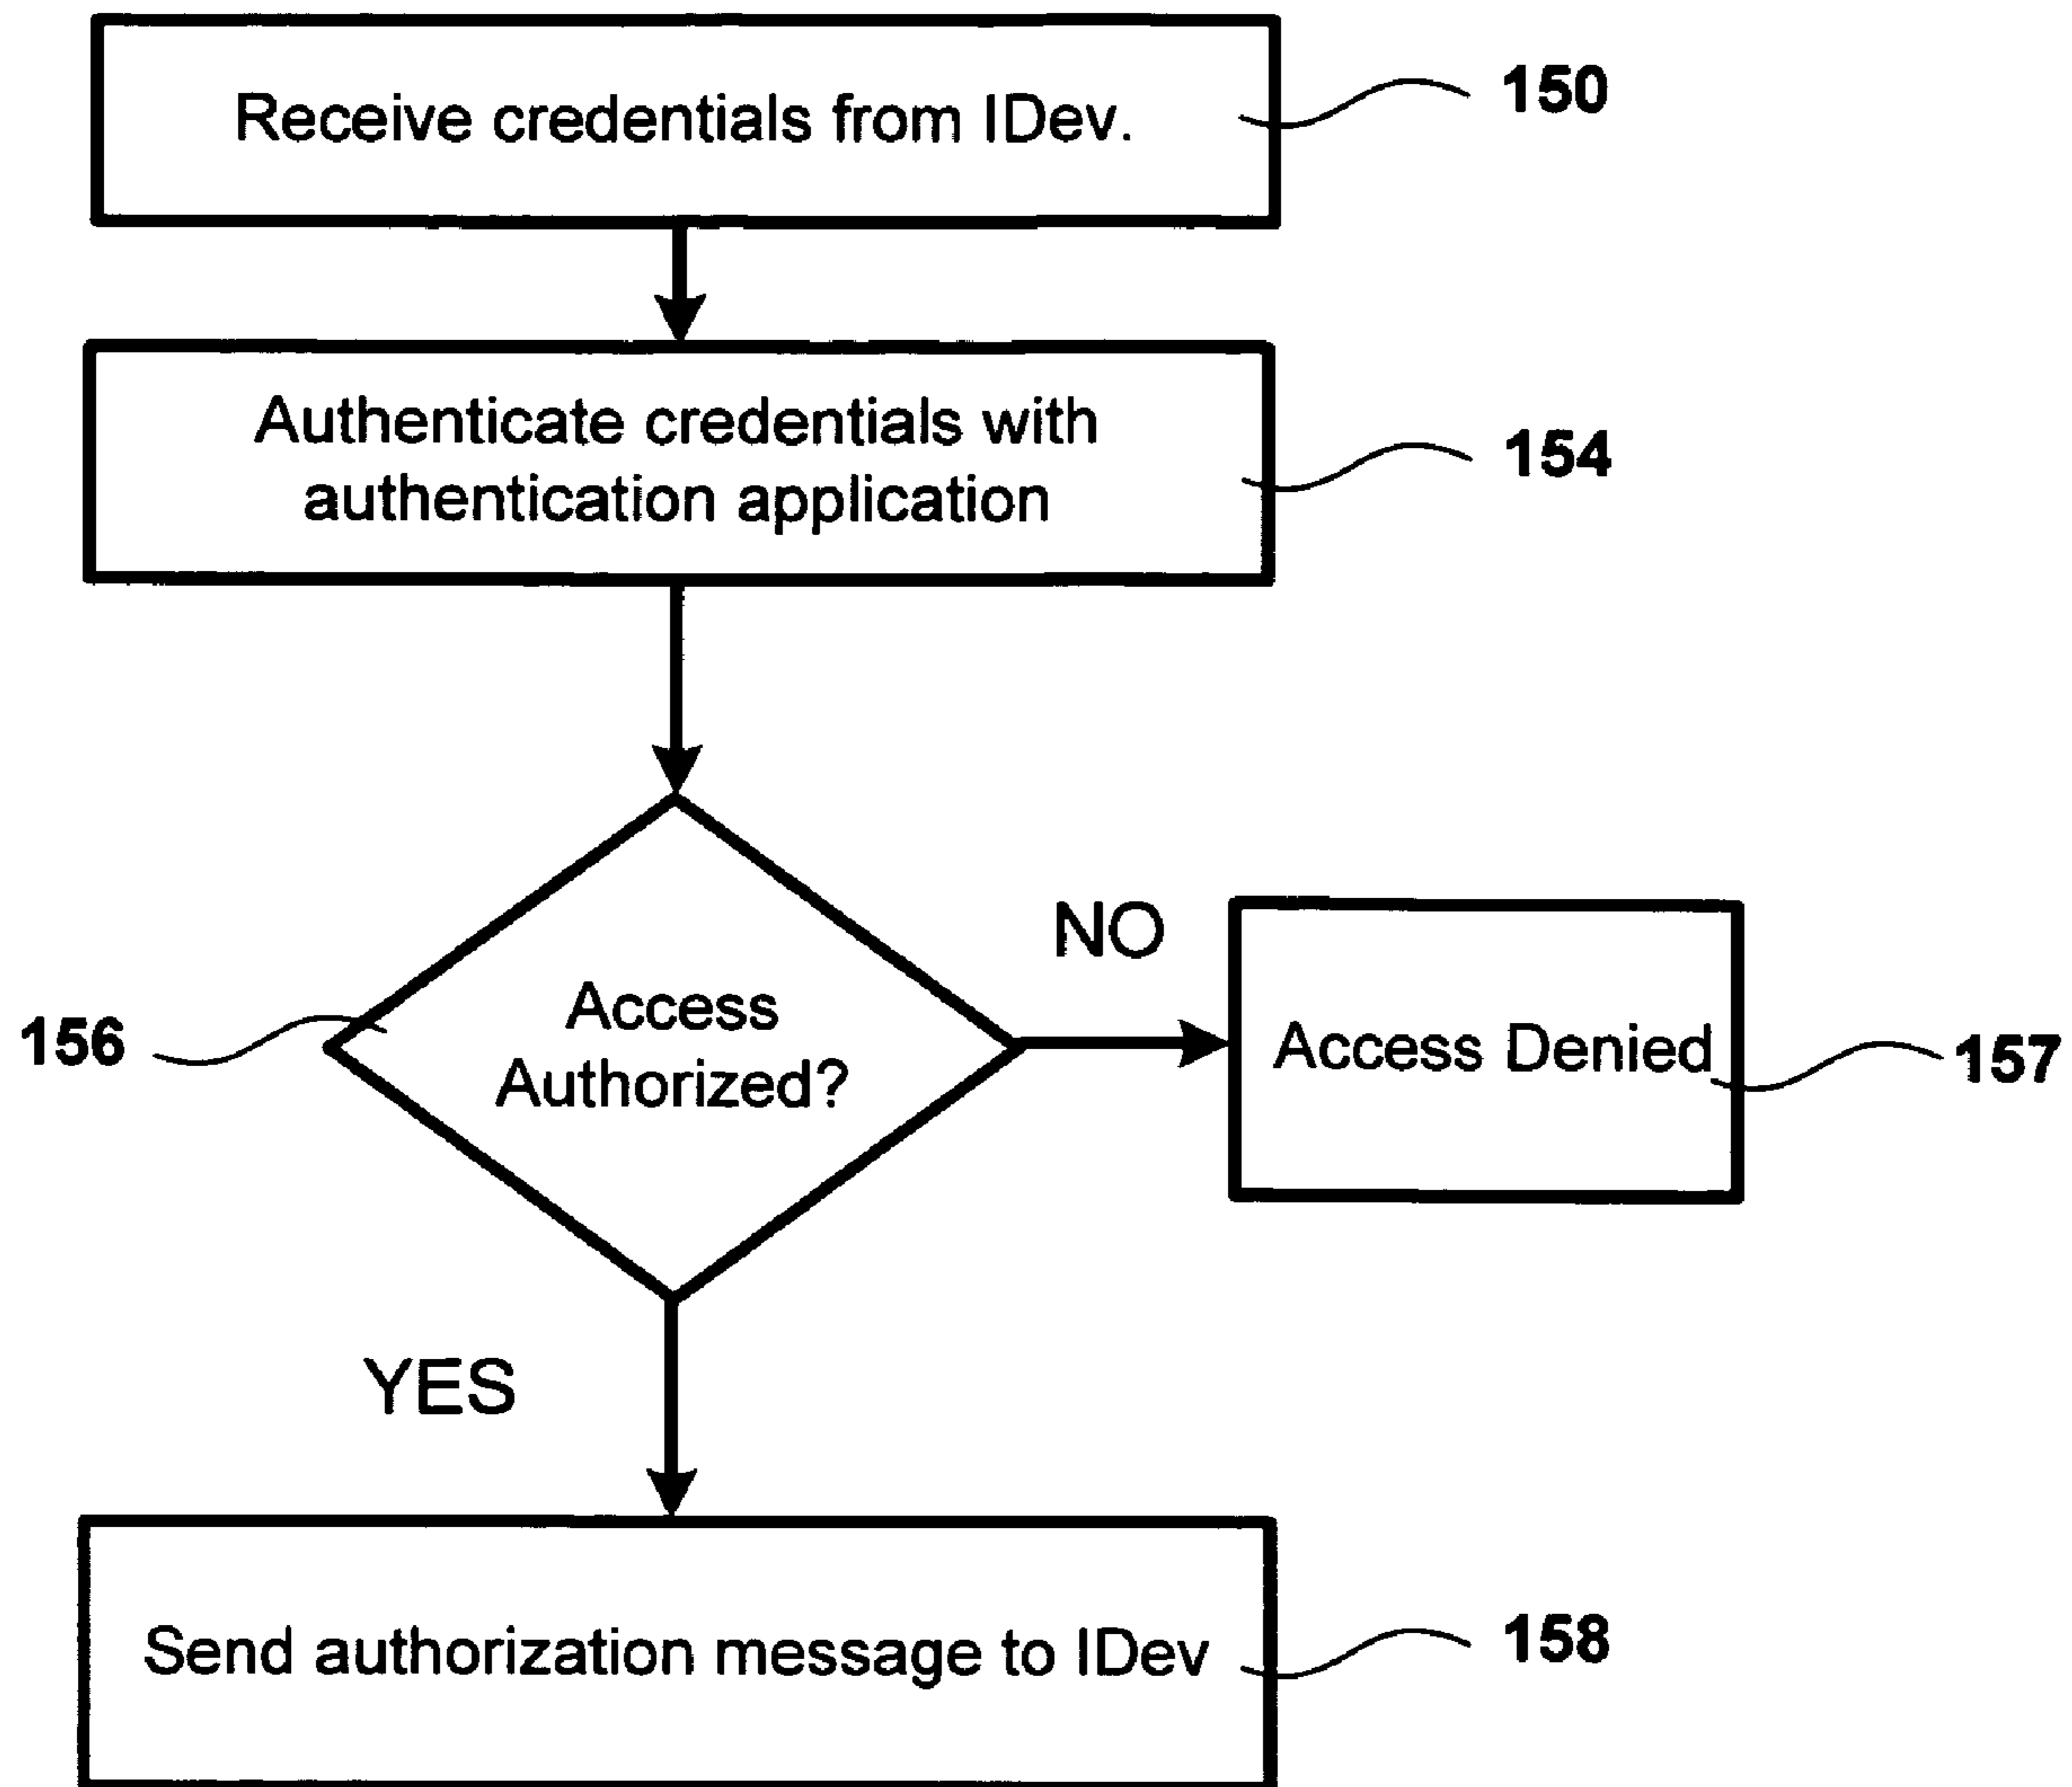 Receive credentials from IDev.
150
Authenticate credentials with
authentication application
154
Access
Authorized?
156
NO
Access Denied
157
YES
Send authorization message to IDev
158